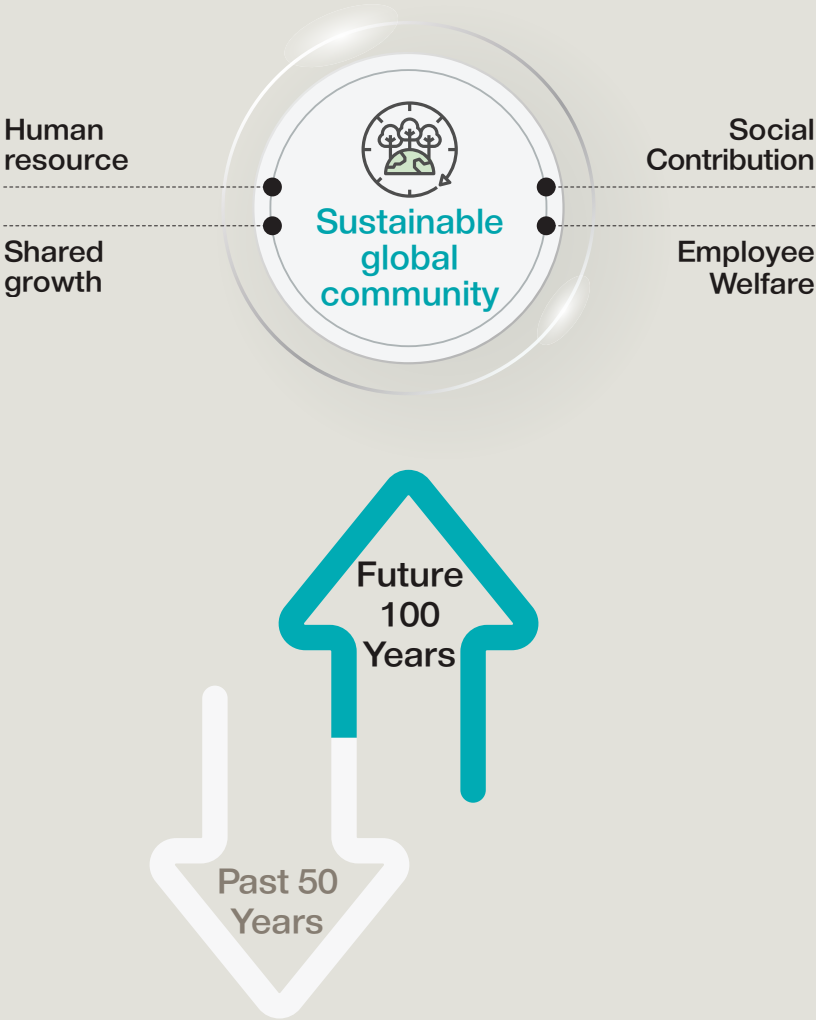 Human
resource
Shared
growth
Sustainable
global
community
Social
Contribution
Employee
Welfare
Future
100
Years
Past 50
Years